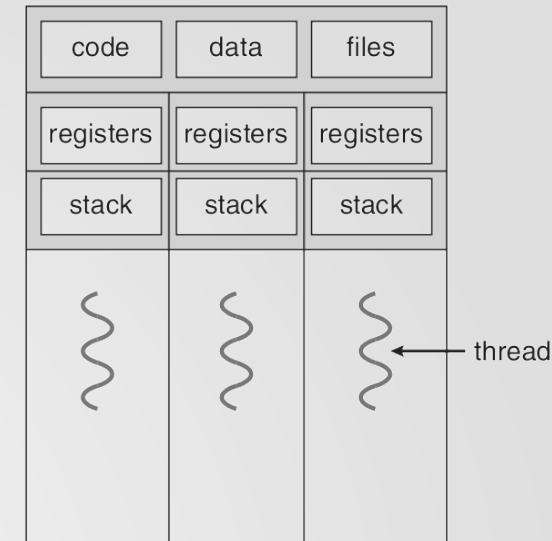 code data files
registers registers registers
stack stack stack
thread